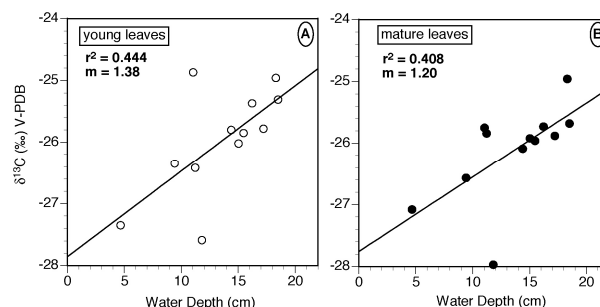 -24
-25
-26
-27
-28
δ13C (‰) V-PDB
young leaves
A
r² = 0.444
m = 1.38
0
5
10
15
20
Water Depth (cm)
-24
-25
-26
-27
-28
mature leaves
B
r² = 0.408
m = 1.20
0
5
10
15
20
Water Depth (cm)